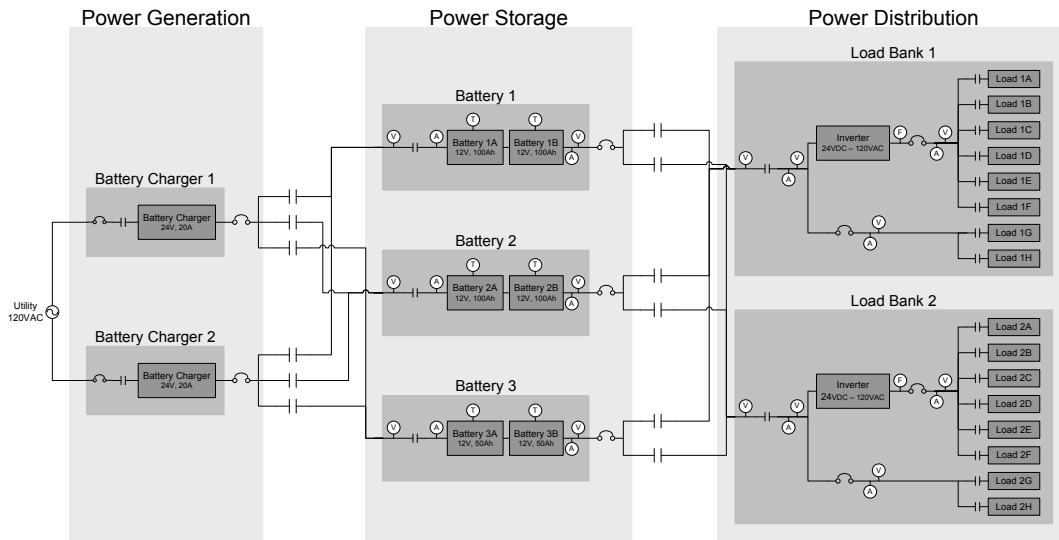 Power Generation
Power Storage
Power Distribution
Battery Charger 1
Battery Charger
24V, 20A
Utility
120VAC
Battery Charger 2
Battery Charger
24V, 20A
Battery 1
V
A
T
T
Battery 1A
12V, 100Ah
Battery 1B
12V, 100Ah
V
A
Battery 2
V
A
T
T
Battery 2A
12V, 100Ah
Battery 2B
12V, 100Ah
V
A
Battery 3
V
A
T
T
Battery 3A
12V, 50Ah
Battery 3B
12V, 50Ah
V
A
Load Bank 1
V
V
A
Inverter
24VDC – 120VAC
F
V
A
V
A
Load 1A
Load 1B
Load 1C
Load 1D
Load 1E
Load 1F
Load 1G
Load 1H
Load Bank 2
V
V
A
Inverter
24VDC – 120VAC
F
V
A
V
A
Load 2A
Load 2B
Load 2C
Load 2D
Load 2E
Load 2F
Load 2G
Load 2H